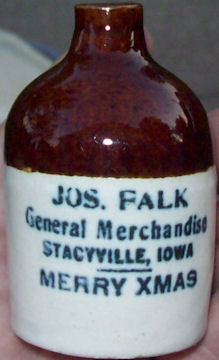 JOS. FALK
General Merchandise
STACYVILLE, IOWA
MERRY XMAS